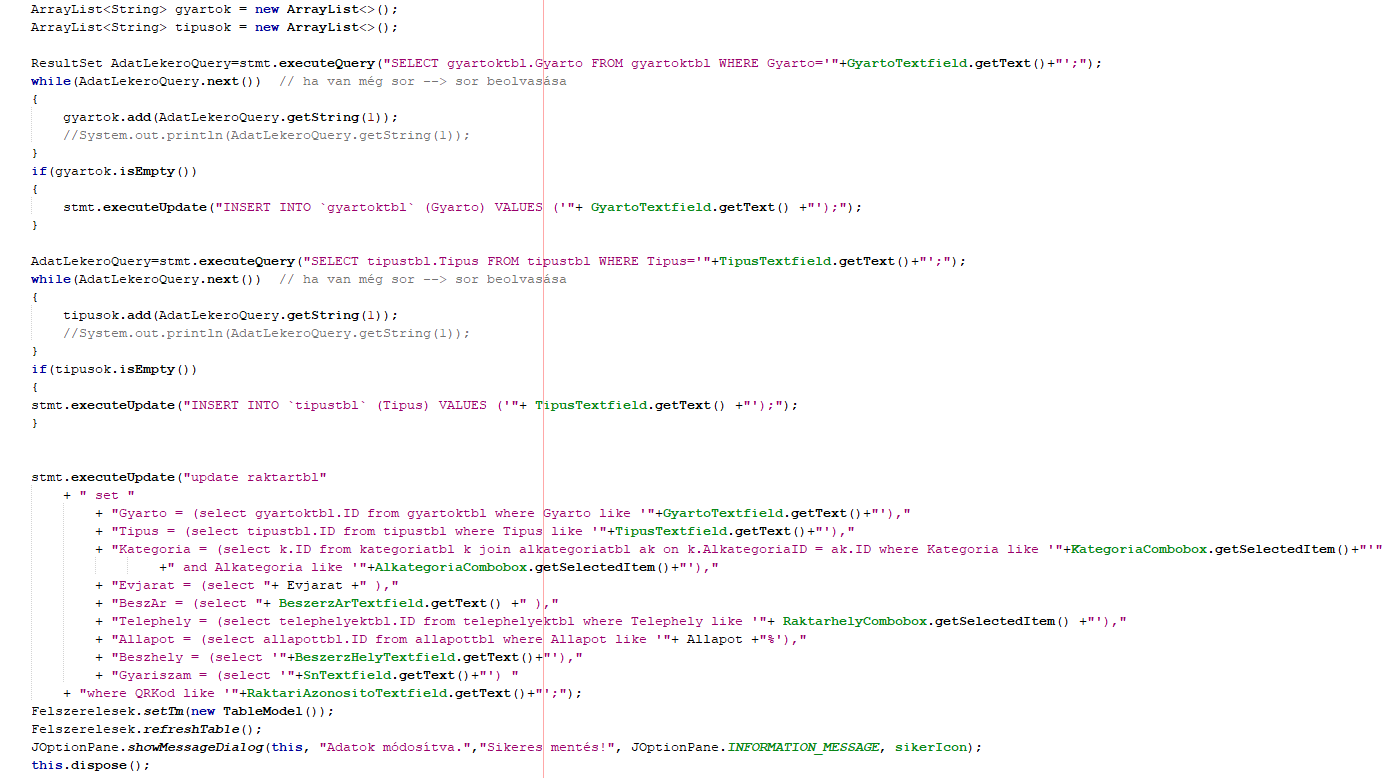 ArrayList<String> gyartok = new ArrayList<>();
ArrayList<String> tipusok = new ArrayList<>();
ResultSet AdatLekeroQuery=stmt.executeQuery("SELECT gyartoktbl.Gyarto FROM gyartoktbl WHERE Gyarto='"+GyartoTextfield.getText()+"';");
while(AdatLekeroQuery.next())  // ha van még sor --> sor beolvasása
{
    gyartok.add(AdatLekeroQuery.getString(1));
    //System.out.println(AdatLekeroQuery.getString(1));
}
if(gyartok.isEmpty())
{
    stmt.executeUpdate("INSERT INTO `gyartoktbl` (Gyarto) VALUES ('"+ GyartoTextfield.getText() +"');");
}
AdatLekeroQuery=stmt.executeQuery("SELECT tipustbl.Tipus FROM tipustbl WHERE Tipus='"+TipusTextfield.getText()+"';");
while(AdatLekeroQuery.next())  // ha van még sor --> sor beolvasása
{
    tipusok.add(AdatLekeroQuery.getString(1));
    //System.out.println(AdatLekeroQuery.getString(1));
}
if(tipusok.isEmpty())
{
stmt.executeUpdate("INSERT INTO `tipustbl` (Tipus) VALUES ('"+ TipusTextfield.getText() +"');");
}
stmt.executeUpdate("update raktartbl"
    + " set "
        + "Gyarto = (select gyartoktbl.ID from gyartoktbl where Gyarto like '"+GyartoTextfield.getText()+"'),"
        + "Tipus = (select tipustbl.ID from tipustbl where Tipus like '"+TipusTextfield.getText()+"'),"
        + "Kategoria = (select k.ID from kategoriatbl k join alkategoriatbl ak on k.AlkategoriaID = ak.ID where Kategoria like '"+KategoriaCombobox.getSelectedItem()+"'"
                +" and Alkategoria like '"+AlkategoriaCombobox.getSelectedItem()+"'),"
        + "Evjarat = (select "+ Evjarat +" ),"
        + "BeszAr = (select "+ BeszerzArTextfield.getText() +" ),"
        + "Telephely = (select telephelyektbl.ID from telephelyektbl where Telephely like '"+ RaktarhelyCombobox.getSelectedItem() +"'),"
        + "Allapot = (select allapottbl.ID from allapottbl where Allapot like '"+ Allapot +"%'),"
        + "Beszhely = (select '"+BeszerzHelyTextfield.getText()+"'),"
        + "Gyariszam = (select '"+SnTextfield.getText()+"') "
    + "where QRKod like '"+RaktariAzonositoTextfield.getText()+"';");
Felszerelesek.setTm(new TableModel());
Felszerelesek.refreshTable();
JOptionPane.showMessageDialog(this, "Adatok módosítva.","Sikeres mentés!", JOptionPane.INFORMATION_MESSAGE, sikerIcon);
this.dispose();